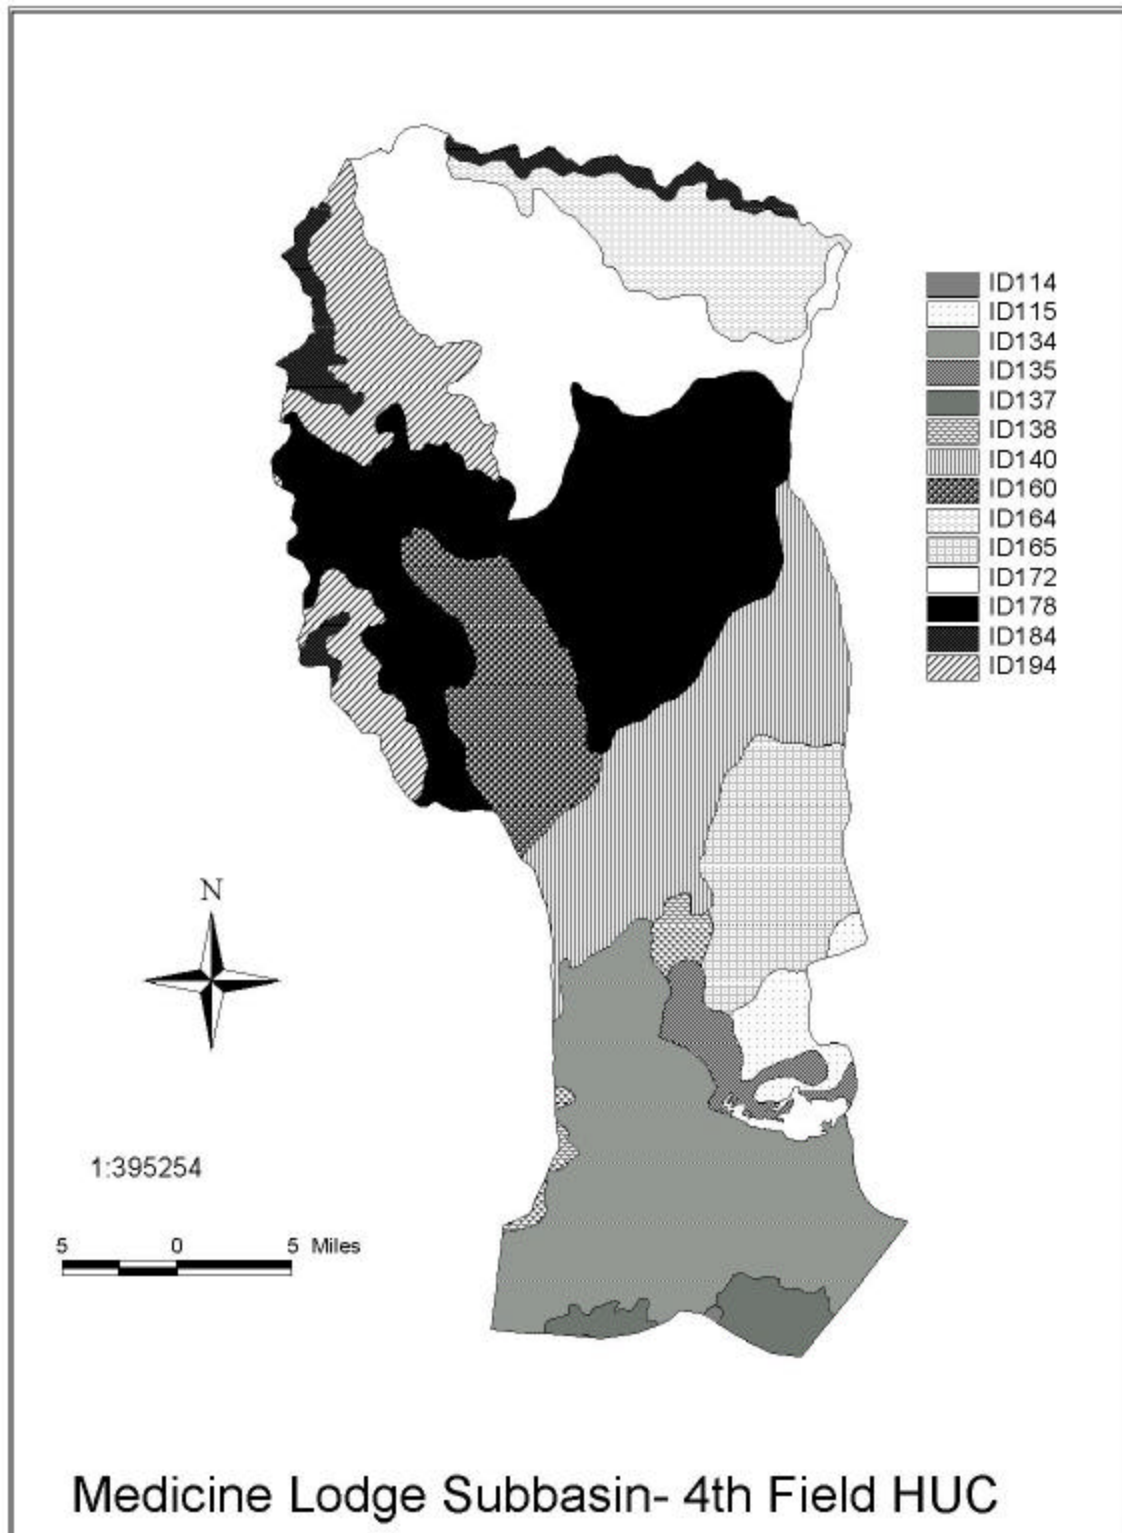 ID114
ID115
ID134
ID135
ID137
ID138
ID140
ID160
ID164
ID165
ID172
ID178
ID184
ID194
N
1:395254
5 0 5 Miles
Medicine Lodge Subbasin- 4th Field HUC